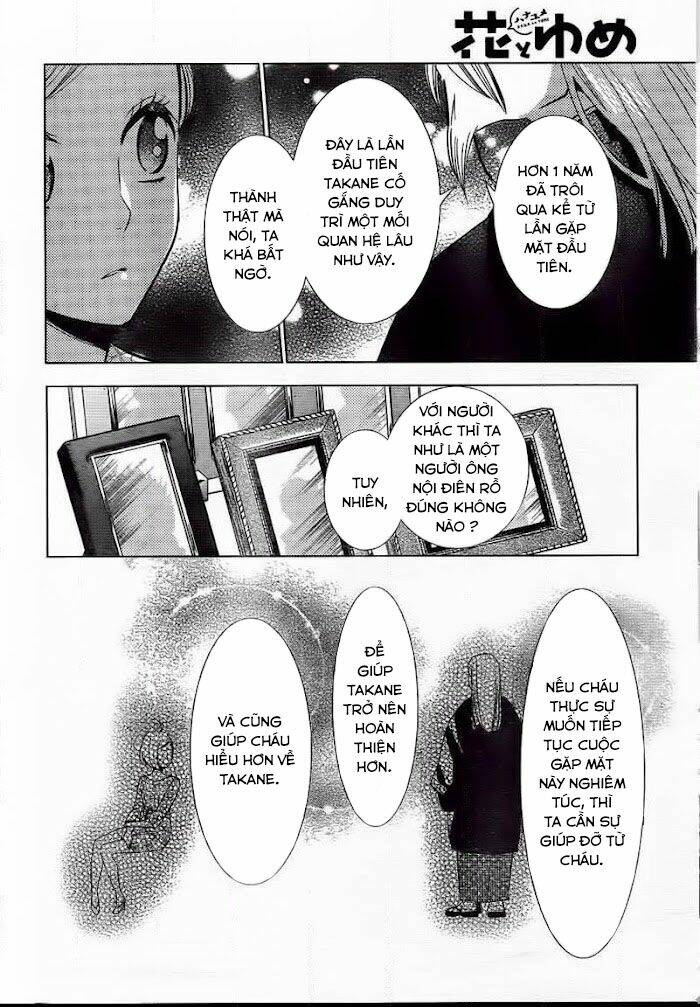 花とゆめ
ハナユメ
HƠN 1 NĂM
ĐÃ TRÔI
QUA KỂ TỪ
LẦN GẶP
MẶT ĐẦU
TIÊN.
ĐÂY LÀ LẦN
ĐẦU TIÊN
TAKANE CỐ
GẮNG DUY
TRÌ MỘT MỐI
QUAN HỆ LÂU
NHƯ VẬY.
THÀNH
THẬT MÀ
NÓI, TA
KHÁ BẤT
NGỜ.
VỚI NGƯỜI
KHÁC THÌ TA
NHƯ LÀ MỘT
NGƯỜI ÔNG
NỘI ĐIÊN RỒ
ĐÚNG KHÔNG
NÀO ?
TUY
NHIÊN,
NẾU CHÁU
THỰC SỰ
MUỐN TIẾP
TỤC CUỘC
GẶP MẶT
NÀY NGHIÊM
TÚC, THÌ
TA CẦN SỰ
GIÚP ĐỠ TỪ
CHÁU.
ĐỂ
GIÚP
TAKANE
TRỞ NÊN
HOÀN
THIỆN
HƠN.
VÀ CŨNG
GIÚP CHÁU
HIỂU HƠN VỀ
TAKANE.